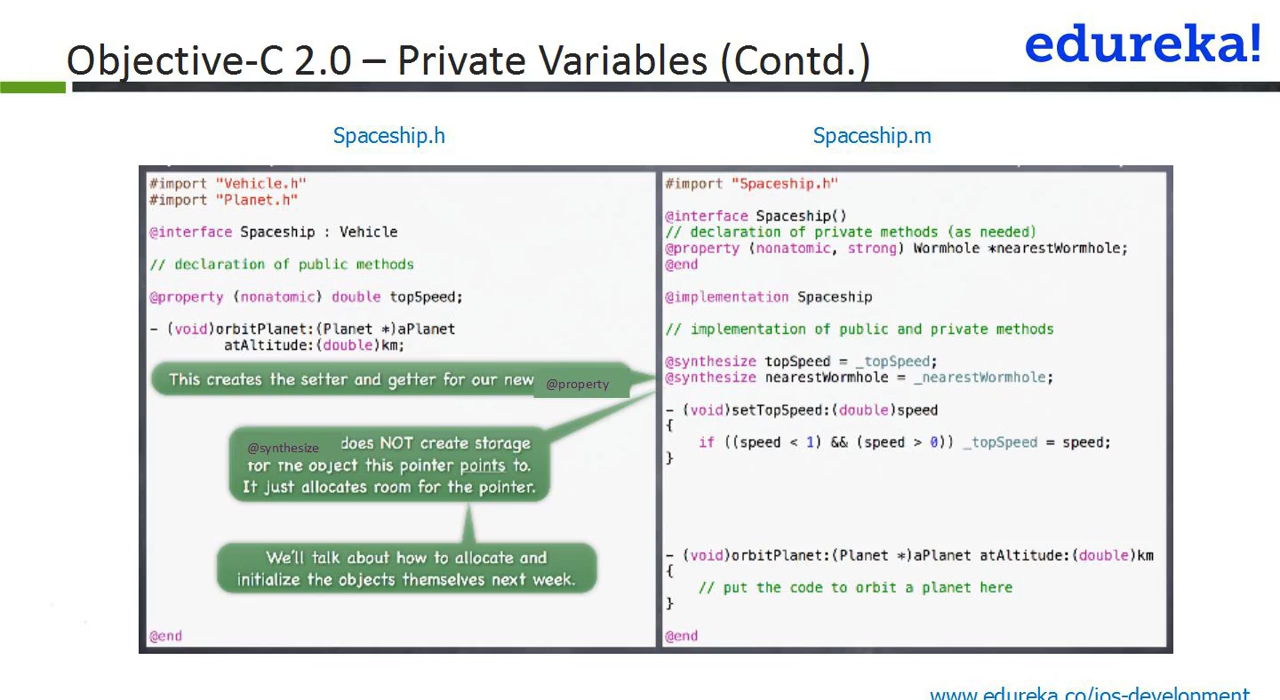 Objective-C 2.0 – Private Variables (Contd.)
edureka!
Spaceship.h
#import "Vehicle.h"
#import "Planet.h"
@interface Spaceship : Vehicle
// declaration of public methods
@property (nonatomic) double topSpeed;
- (void)orbitPlanet:(Planet *)aPlanet
atAltitude:(double)km;
This creates the setter and getter for our new @property
@synthesize does NOT create storage
for the object this pointer points to.
It just allocates room for the pointer.
We'll talk about how to allocate and
initialize the objects themselves next week.
@end
Spaceship.m
#import "Spaceship.h"
@interface Spaceship()
// declaration of private methods (as needed)
@property (nonatomic, strong) Wormhole *nearestWormhole;
@end
@implementation Spaceship
// implementation of public and private methods
@synthesize topSpeed = _topSpeed;
@synthesize nearestWormhole = _nearestWormhole;
- (void)setTopSpeed:(double)speed
{
if ((speed < 1) && (speed > 0)) _topSpeed = speed;
}
- (void)orbitPlanet:(Planet *)aPlanet atAltitude:(double)km
{
// put the code to orbit a planet here
}
@end
www.edureka.co/ios-development